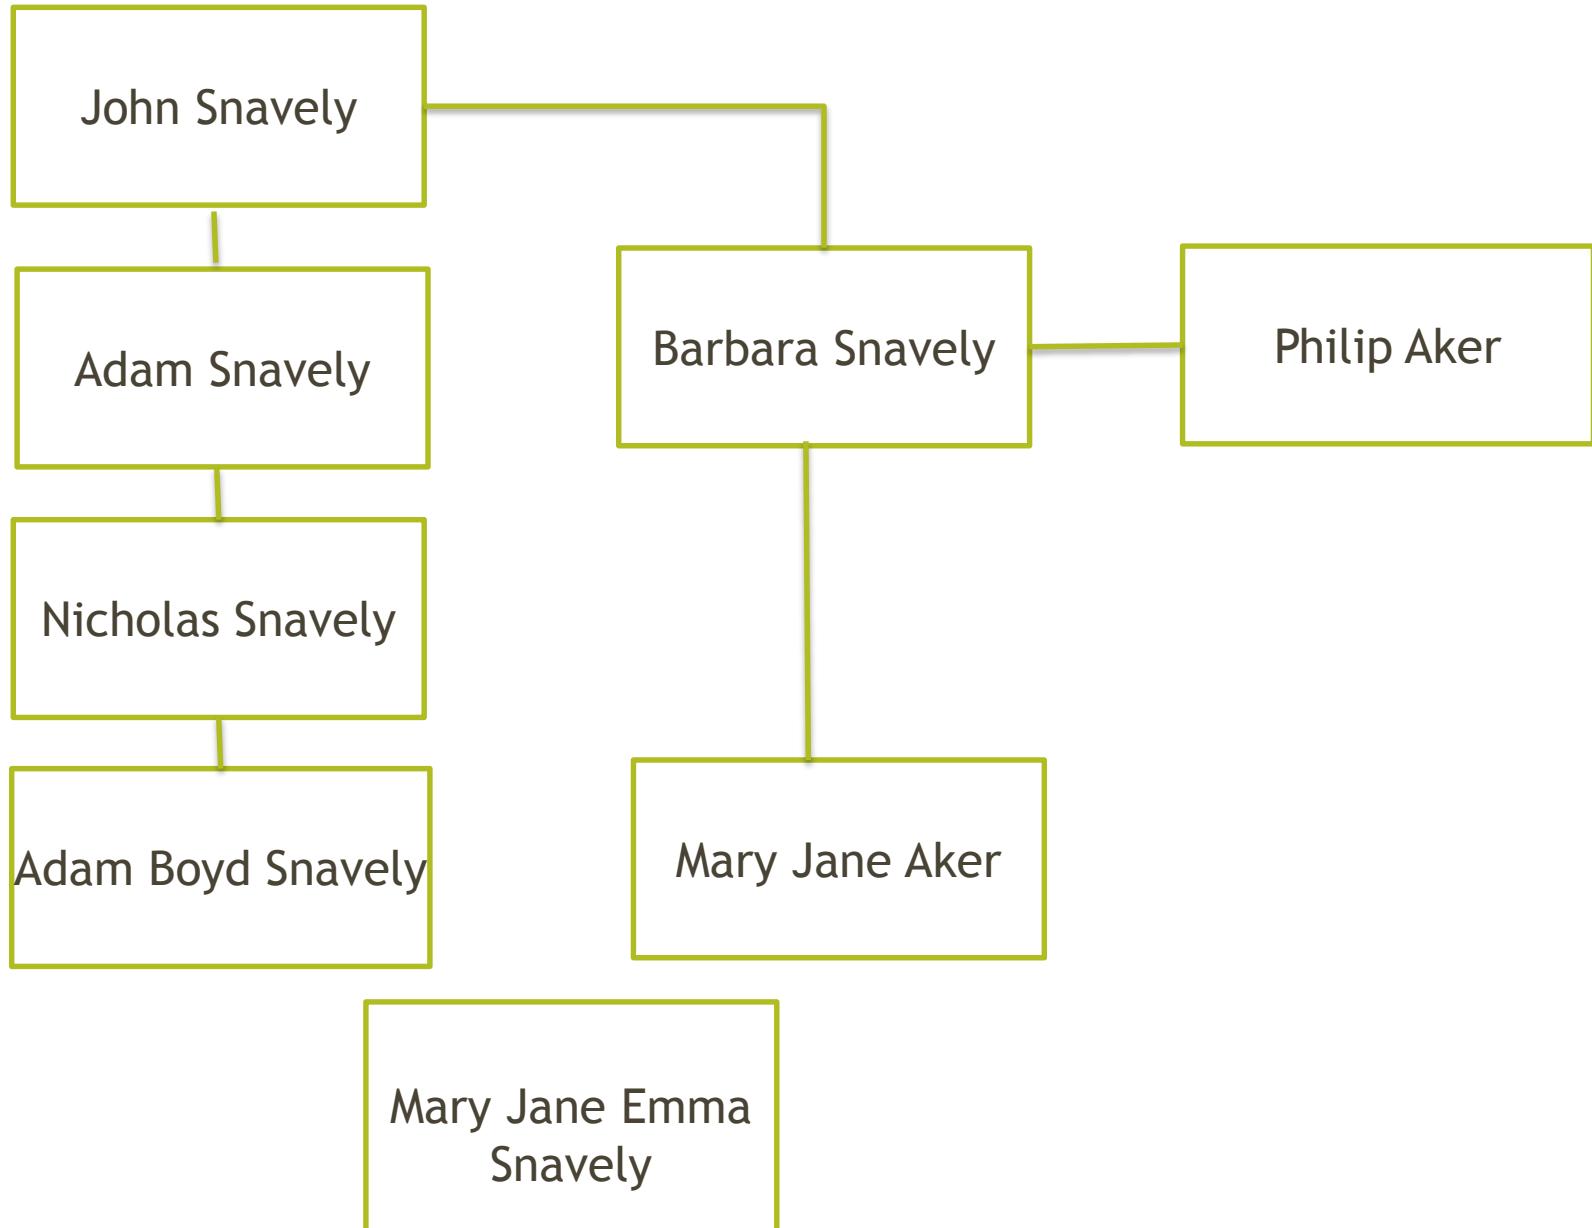 John Snavely
Adam Snavely
Barbara Snavely
Philip Aker
Nicholas Snavely
Adam Boyd Snavely
Mary Jane Aker
Mary Jane Emma
Snavely